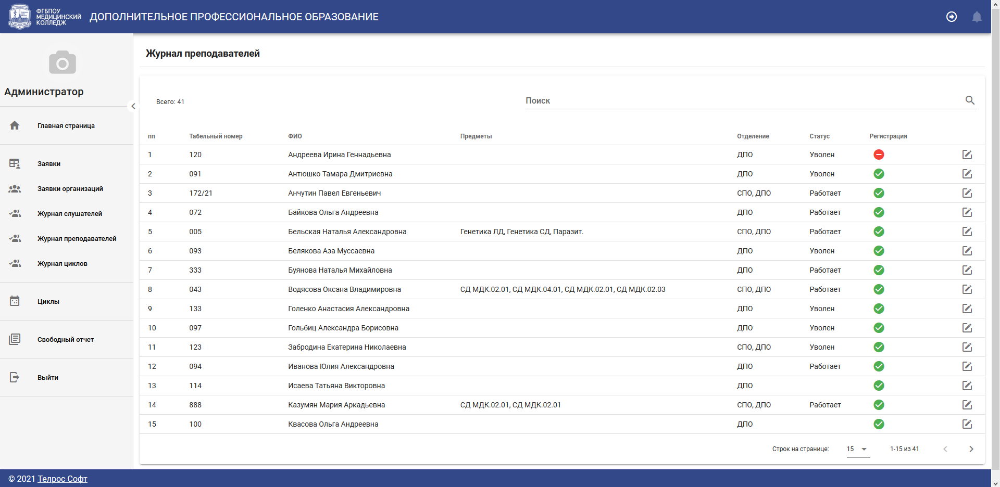 ФГБПОУ
МЕДИЦИНСКИЙ
КОЛЛЕДЖ
ДОПОЛНИТЕЛЬНОЕ ПРОФЕССИОНАЛЬНОЕ ОБРАЗОВАНИЕ
Администратор
Главная страница
Заявки
Заявки организаций
Журнал слушателей
Журнал преподавателей
Журнал циклов
Циклы
Свободный отчет
Выйти
Журнал преподавателей
Всего: 41
Поиск
пп Табельный номер ФИО Предметы Отделение Статус Регистрация
1 120 Андреева Ирина Геннадьевна ДПО Уволен
2 091 Антюшко Тамара Дмитриевна ДПО Уволен
3 172/21 Анчутин Павел Евгеньевич СПО, ДПО Работает
4 072 Байкова Ольга Андреевна ДПО Работает
5 005 Бельская Наталья Александровна Генетика ЛД, Генетика СД, Паразит. СПО, ДПО Работает
6 093 Белякова Аза Муссаевна ДПО Уволен
7 333 Буянова Наталья Михайловна ДПО Работает
8 043 Водясова Оксана Владимировна СД МДК.02.01, СД МДК.04.01, СД МДК.02.01, СД МДК.02.03 СПО, ДПО Работает
9 133 Голенко Анастасия Александровна ДПО Уволен
10 097 Гольбиц Александра Борисовна ДПО Уволен
11 123 Забродина Екатерина Николаевна СПО, ДПО Уволен
12 094 Иванова Юлия Александровна ДПО Работает
13 114 Исаева Татьяна Викторовна ДПО
14 888 Казумян Мария Аркадьевна СД МДК.02.01, СД МДК.02.01 СПО, ДПО Работает
15 100 Квасова Ольга Андреевна ДПО
Строк на странице: 15 1-15 из 41
© 2021 Телрос Софт